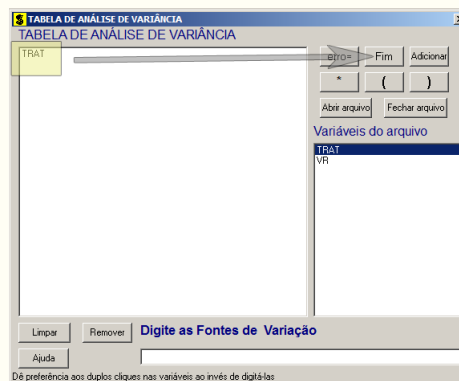 TABELA DE ANÁLISE DE VARIÂNCIA
TABELA DE ANÁLISE DE VARIÂNCIA
TRAT
erro= Fim Adicionar
* ( )
Abrir arquivo Fechar arquivo
Variáveis do arquivo
TRAT
VR
Limpar Remover Digite as Fontes de Variação
Ajuda
Dê preferência aos duplos cliques nas variáveis ao invés de digitá-las